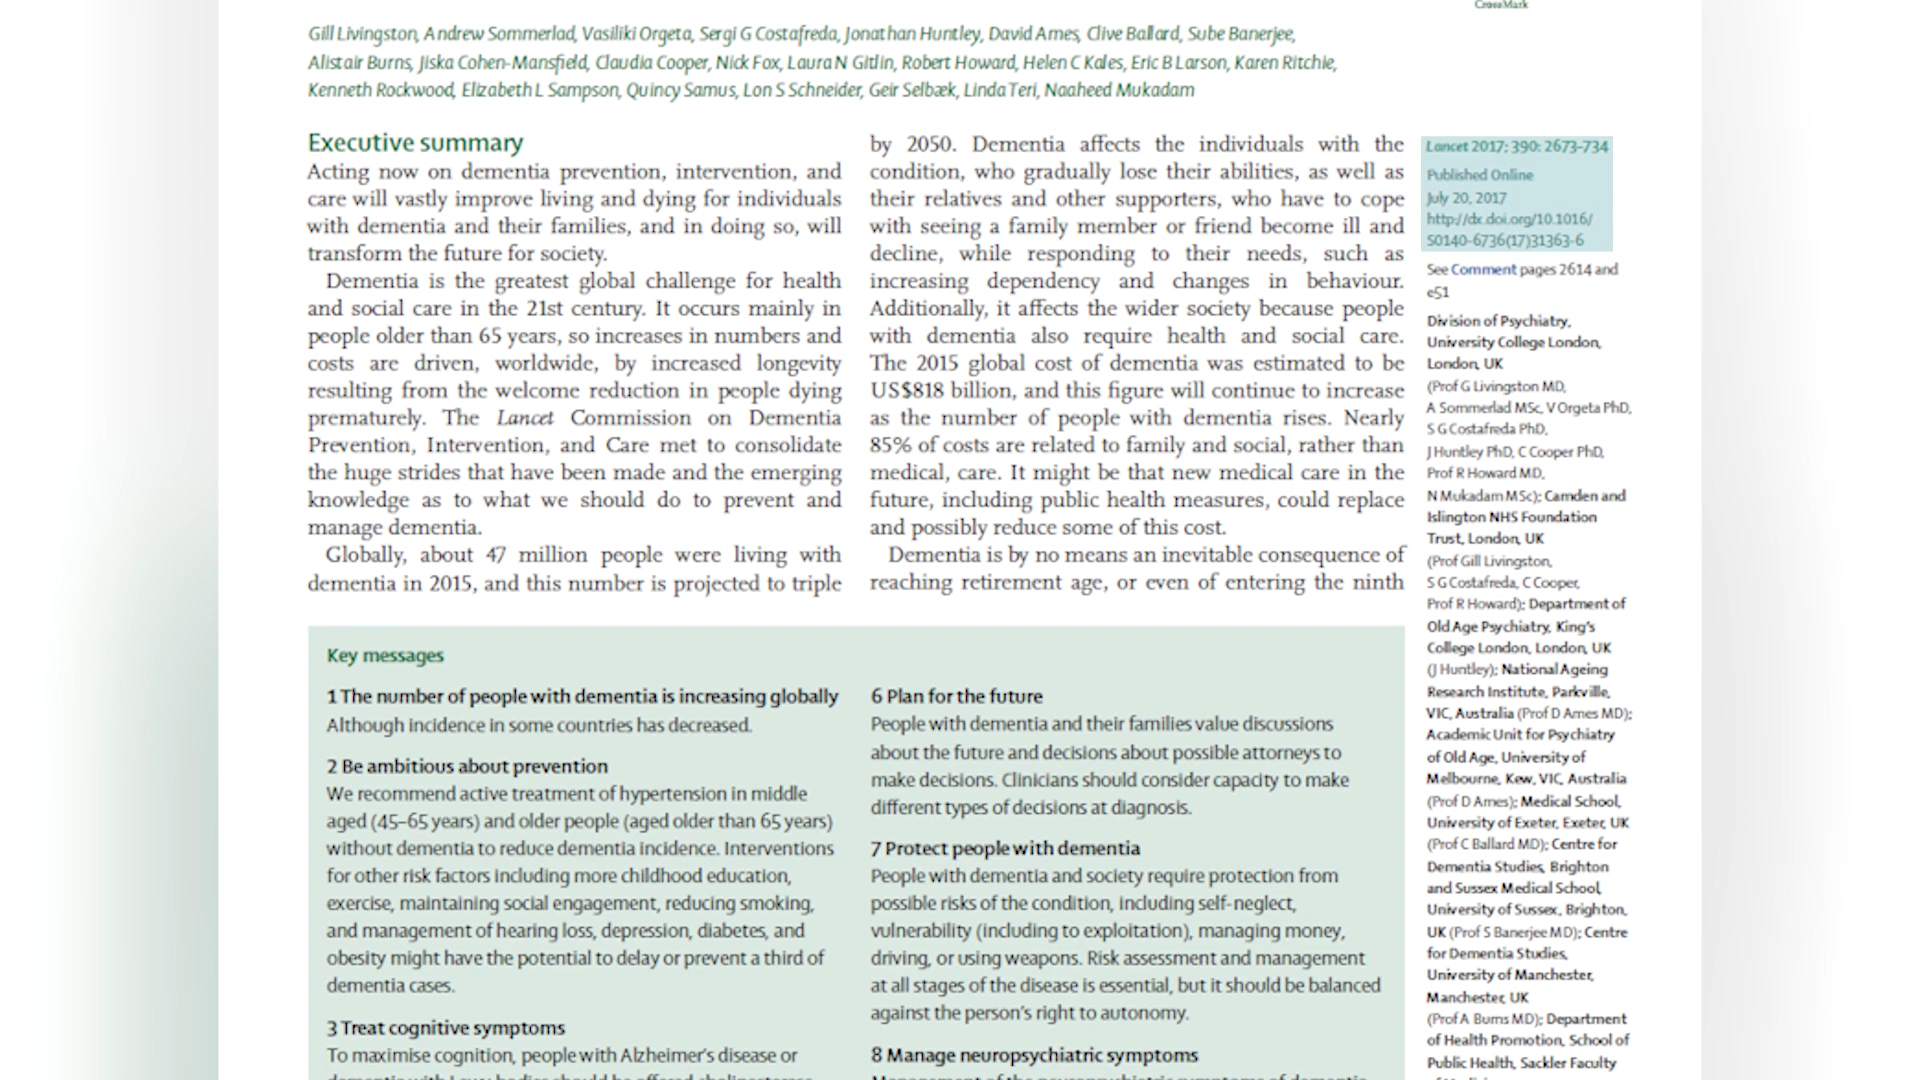 CrossMark
Gill Livingston, Andrew Sommerlad, Vasiliki Orgeta, Sergi G Costafreda, Jonathan Huntley, David Ames, Clive Ballard, Sube Banerjee,
Alistair Burns, Jiska Cohen-Mansfield, Claudia Cooper, Nick Fox, Laura N Gitlin, Robert Howard, Helen C Kales, Eric B Larson, Karen Ritchie,
Kenneth Rockwood, Elizabeth L Sampson, Quincy Samus, Lon S Schneider, Geir Selbæk, Linda Teri, Naaheed Mukadam
Executive summary
Acting now on dementia prevention, intervention, and
care will vastly improve living and dying for individuals
with dementia and their families, and in doing so, will
transform the future for society.
Dementia is the greatest global challenge for health
and social care in the 21st century. It occurs mainly in
people older than 65 years, so increases in numbers and
costs are driven, worldwide, by increased longevity
resulting from the welcome reduction in people dying
prematurely. The Lancet Commission on Dementia
Prevention, Intervention, and Care met to consolidate
the huge strides that have been made and the emerging
knowledge as to what we should do to prevent and
manage dementia.
Globally, about 47 million people were living with
dementia in 2015, and this number is projected to triple
by 2050. Dementia affects the individuals with the
condition, who gradually lose their abilities, as well as
their relatives and other supporters, who have to cope
with seeing a family member or friend become ill and
decline, while responding to their needs, such as
increasing dependency and changes in behaviour.
Additionally, it affects the wider society because people
with dementia also require health and social care.
The 2015 global cost of dementia was estimated to be
US$818 billion, and this figure will continue to increase
as the number of people with dementia rises. Nearly
85% of costs are related to family and social, rather than
medical, care. It might be that new medical care in the
future, including public health measures, could replace
and possibly reduce some of this cost.
Dementia is by no means an inevitable consequence of
reaching retirement age, or even of entering the ninth
Key messages
1 The number of people with dementia is increasing globally
Although incidence in some countries has decreased.
2 Be ambitious about prevention
We recommend active treatment of hypertension in middle
aged (45–65 years) and older people (aged older than 65 years)
without dementia to reduce dementia incidence. Interventions
for other risk factors including more childhood education,
exercise, maintaining social engagement, reducing smoking,
and management of hearing loss, depression, diabetes, and
obesity might have the potential to delay or prevent a third of
dementia cases.
3 Treat cognitive symptoms
To maximise cognition, people with Alzheimer's disease or
6 Plan for the future
People with dementia and their families value discussions
about the future and decisions about possible attorneys to
make decisions. Clinicians should consider capacity to make
different types of decisions at diagnosis.
7 Protect people with dementia
People with dementia and society require protection from
possible risks of the condition, including self-neglect,
vulnerability (including to exploitation), managing money,
driving, or using weapons. Risk assessment and management
at all stages of the disease is essential, but it should be balanced
against the person's right to autonomy.
8 Manage neuropsychiatric symptoms
Lancet 2017; 390: 2673–734
Published Online
July 20, 2017
http://dx.doi.org/10.1016/
S0140-6736(17)31363-6
See Comment pages 2614 and
e51
Division of Psychiatry,
University College London,
London, UK
(Prof G Livingston MD,
A Sommerlad MSc, V Orgeta PhD,
S G Costafreda PhD,
J Huntley PhD, C Cooper PhD,
Prof R Howard MD,
N Mukadam MSc); Camden and
Islington NHS Foundation
Trust, London, UK
(Prof Gill Livingston,
S G Costafreda, C Cooper,
Prof R Howard); Department of
Old Age Psychiatry, King's
College London, London, UK
(J Huntley); National Ageing
Research Institute, Parkville,
VIC, Australia (Prof D Ames MD);
Academic Unit for Psychiatry
of Old Age, University of
Melbourne, Kew, VIC, Australia
(Prof D Ames); Medical School,
University of Exeter, Exeter, UK
(Prof C Ballard MD); Centre for
Dementia Studies, Brighton
and Sussex Medical School,
University of Sussex, Brighton,
UK (Prof S Banerjee MD); Centre
for Dementia Studies,
University of Manchester,
Manchester, UK
(Prof A Burns MD); Department
of Health Promotion, School of
Public Health, Sackler Faculty